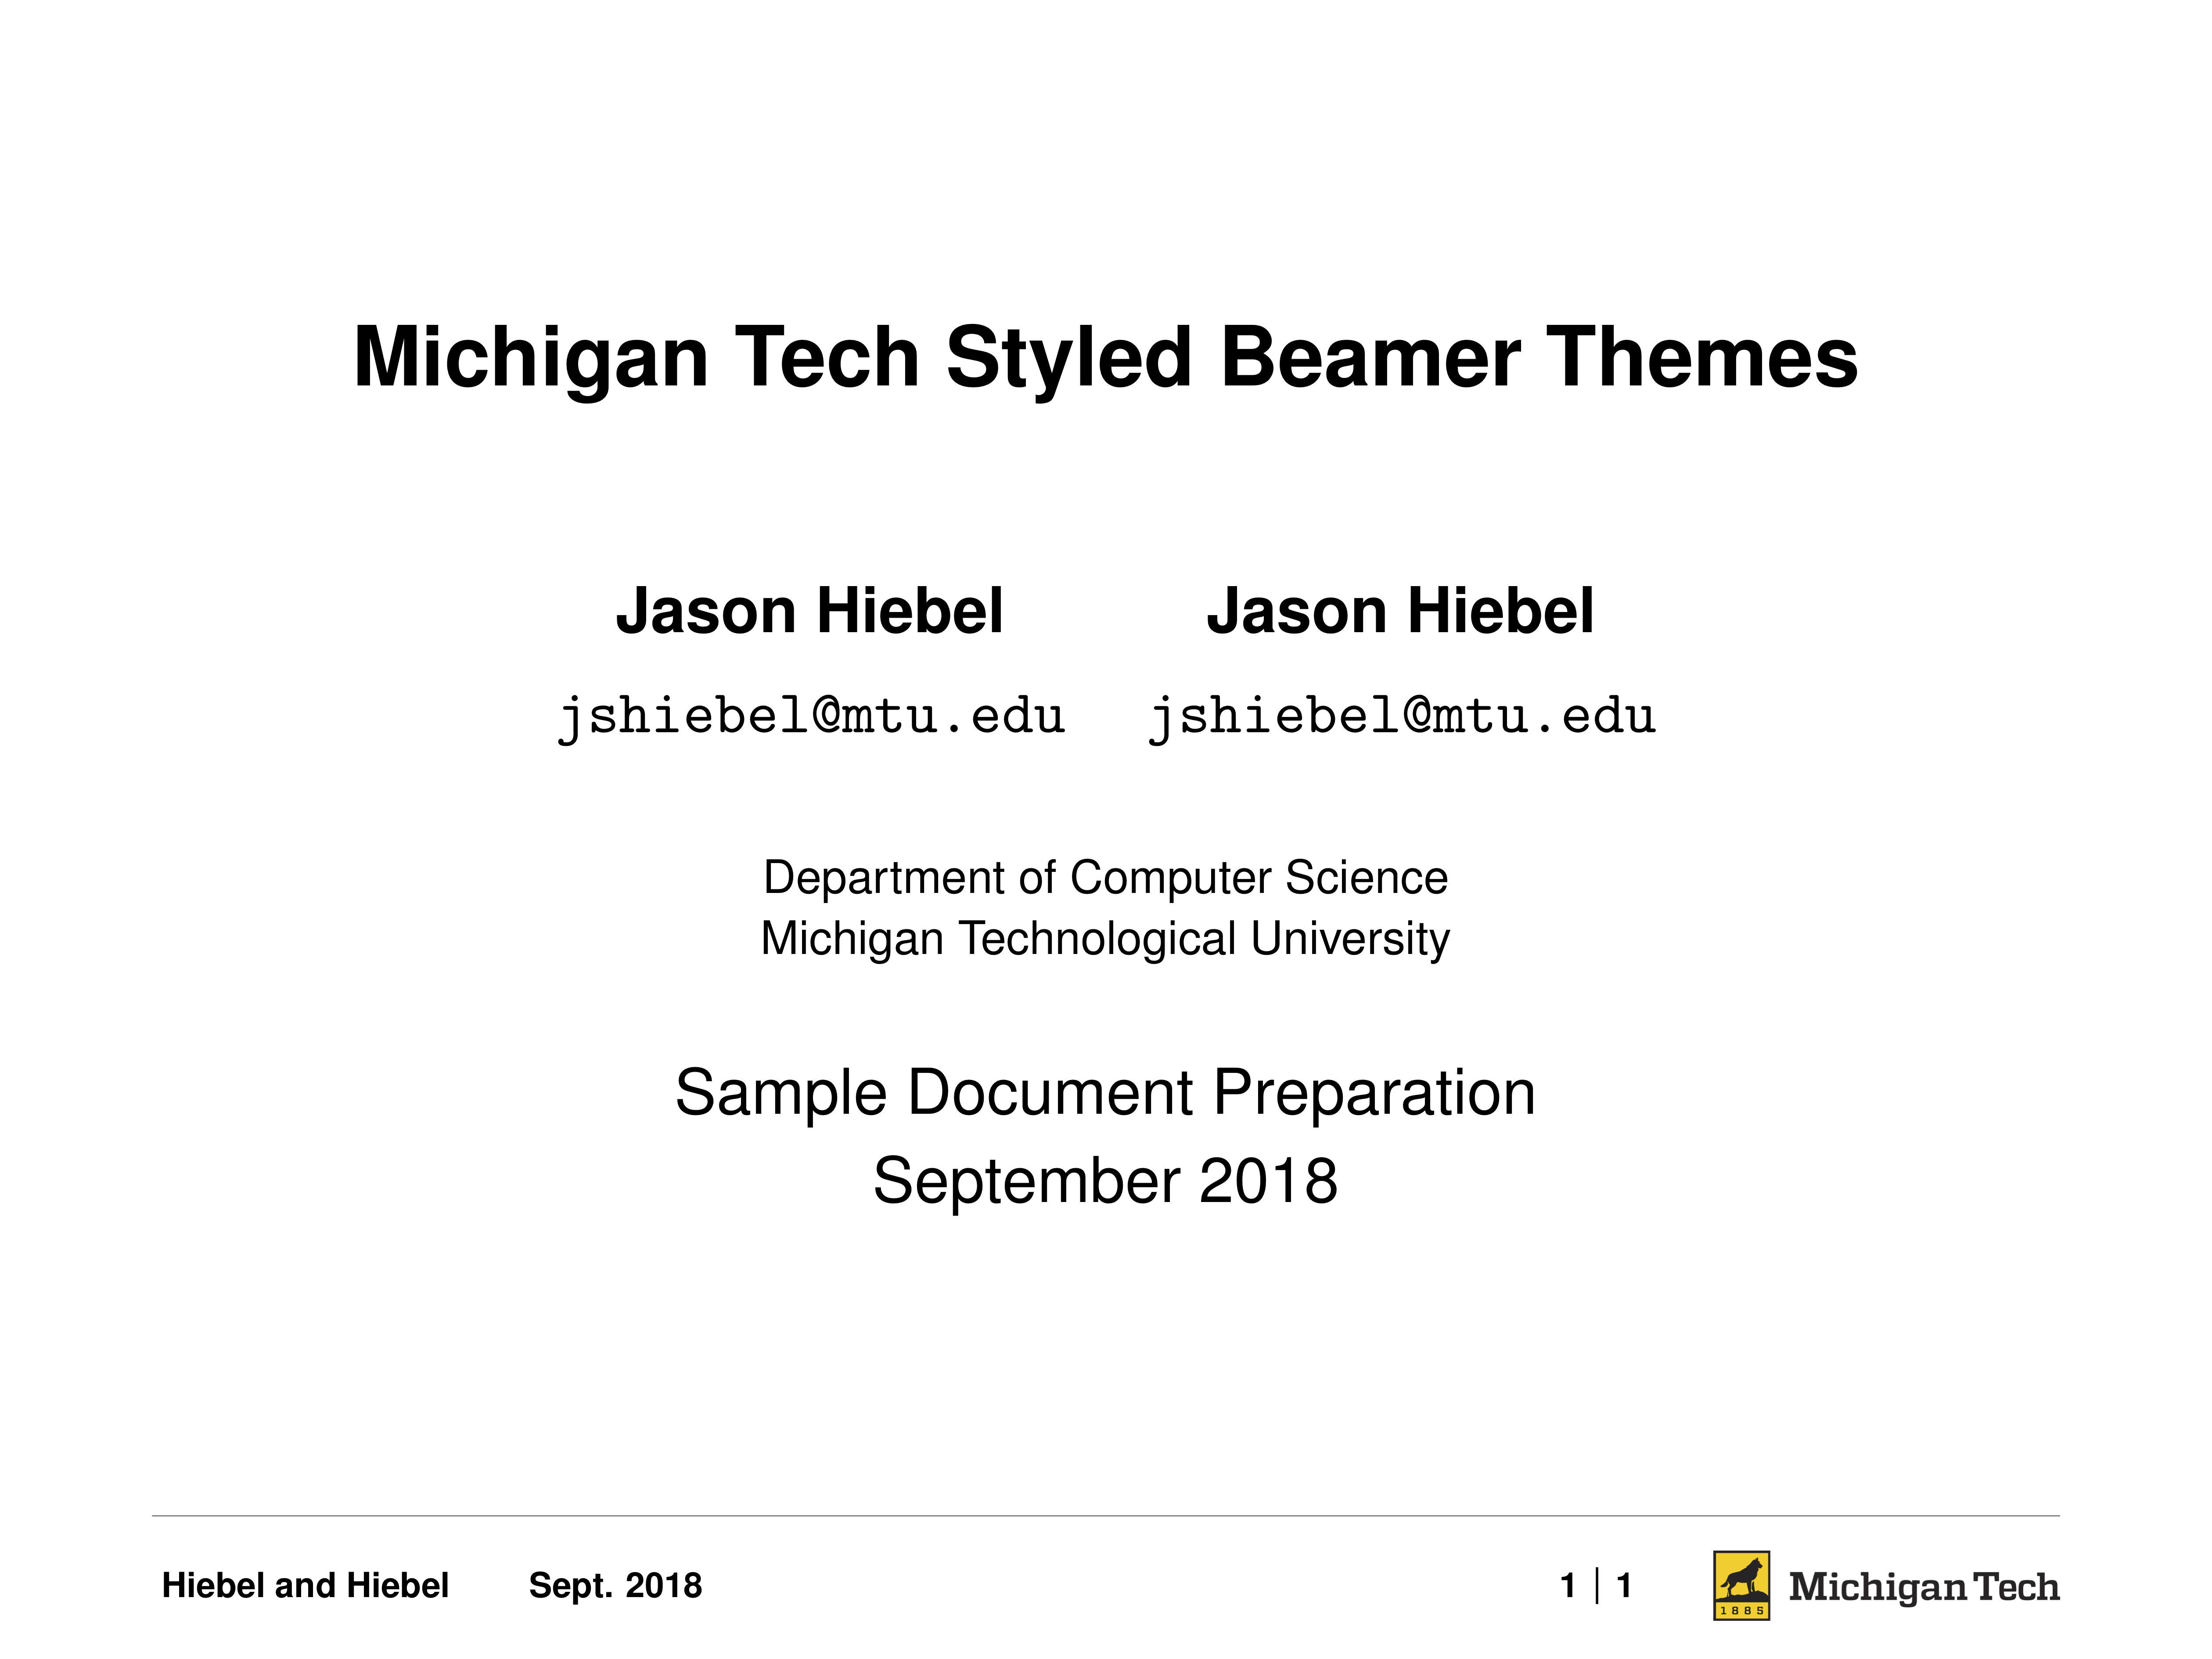 Michigan Tech Styled Beamer Themes
Jason Hiebel Jason Hiebel
jshiebel@mtu.edu jshiebel@mtu.edu
Department of Computer Science
Michigan Technological University
Sample Document Preparation
September 2018
Hiebel and Hiebel Sept. 2018 1 | 1 Michigan Tech
1885